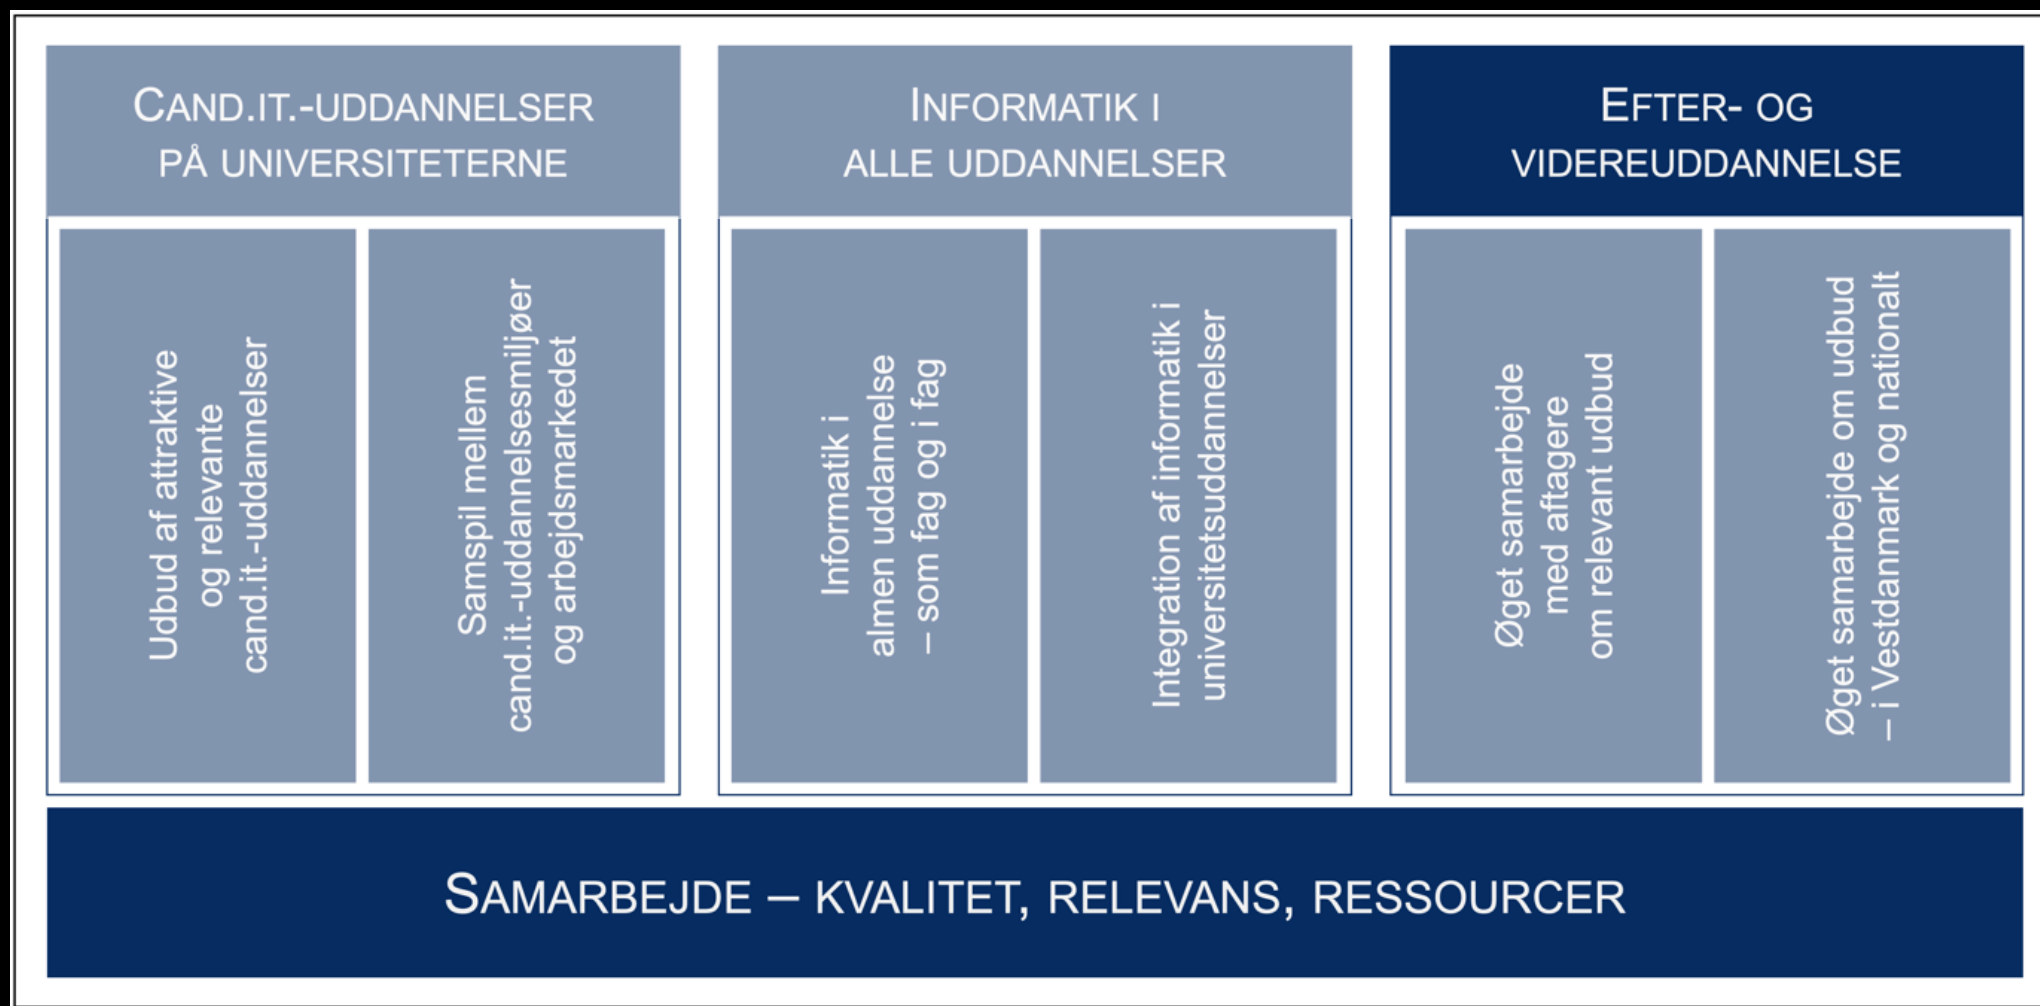 CAND.IT.-UDDANNELSER
PÅ UNIVERSITETERNE
Udbud af attraktive
og relevante
cand.it.-uddannelser
Samspil mellem
cand.it.-uddannelsesmiljøer
og arbejdsmarkedet
INFORMATIK I
ALLE UDDANNELSER
Informatik i
almen uddannelse
– som fag og i fag
Integration af informatik i
universitetsuddannelser
EFTER- OG
VIDEREUDDANNELSE
Øget samarbejde
med aftagere
om relevant udbud
Øget samarbejde om udbud
– i Vestdanmark og nationalt
SAMARBEJDE – KVALITET, RELEVANS, RESSOURCER